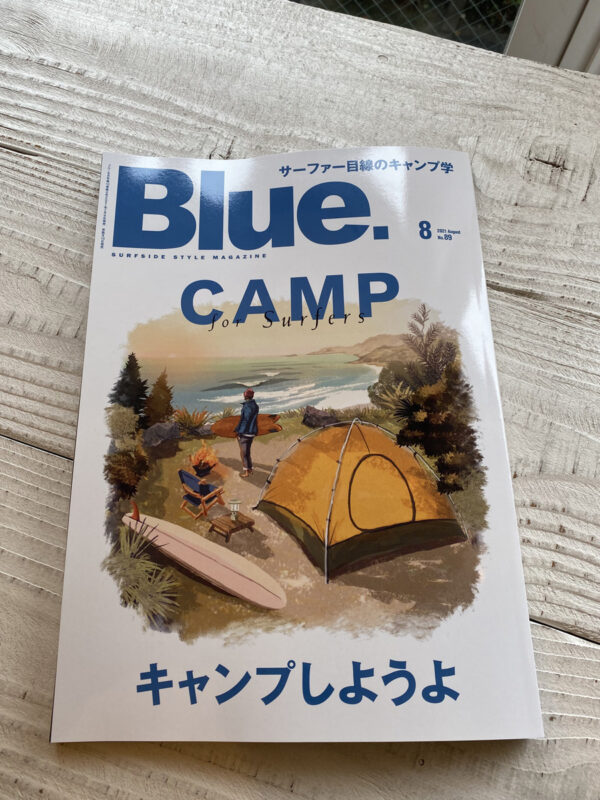 サーファー目線のキャンプ学
Blue.
SURFSIDE STYLE MAGAZINE
8 2021 August
No.89
CAMP
for Surfers
キャンプしようよ